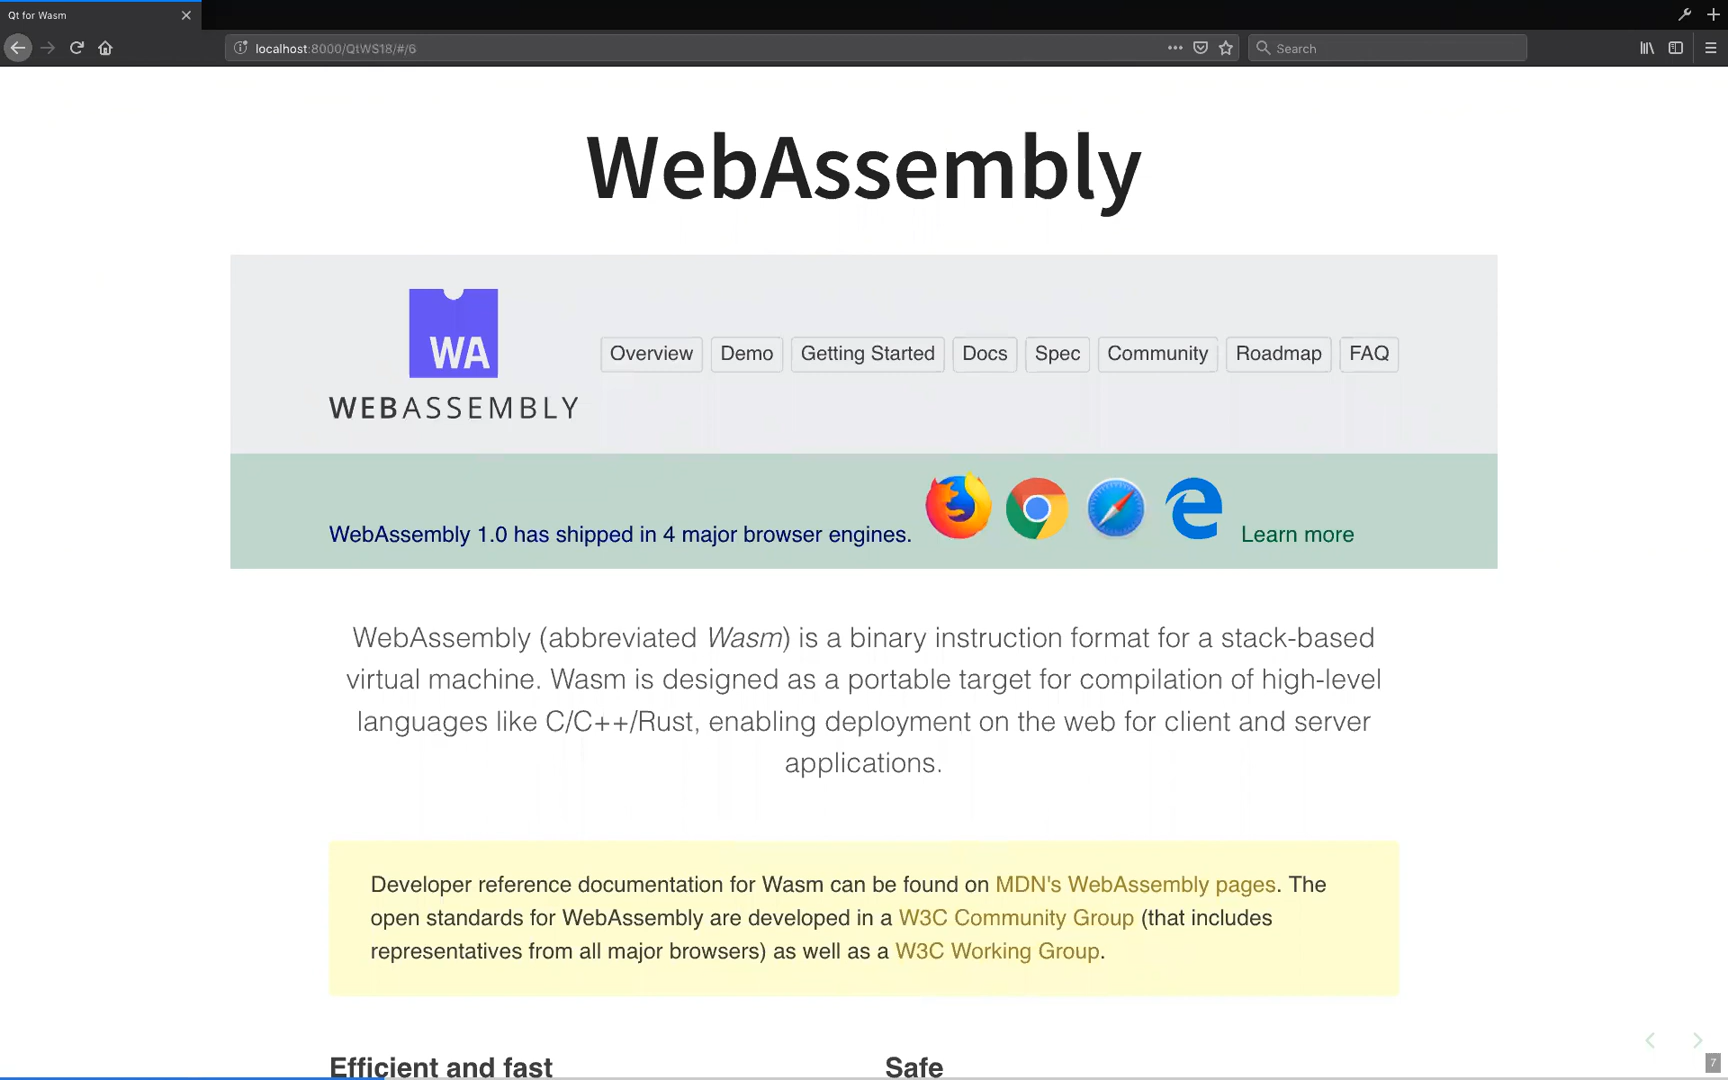 Qt for Wasm
localhost:8000/QtWS18/#/6
Search
WebAssembly
WA
WEBASSEMBLY
Overview Demo Getting Started Docs Spec Community Roadmap FAQ
WebAssembly 1.0 has shipped in 4 major browser engines. Learn more
WebAssembly (abbreviated Wasm) is a binary instruction format for a stack-based
virtual machine. Wasm is designed as a portable target for compilation of high-level
languages like C/C++/Rust, enabling deployment on the web for client and server
applications.
Developer reference documentation for Wasm can be found on MDN's WebAssembly pages. The
open standards for WebAssembly are developed in a W3C Community Group (that includes
representatives from all major browsers) as well as a W3C Working Group.
Efficient and fast Safe
7